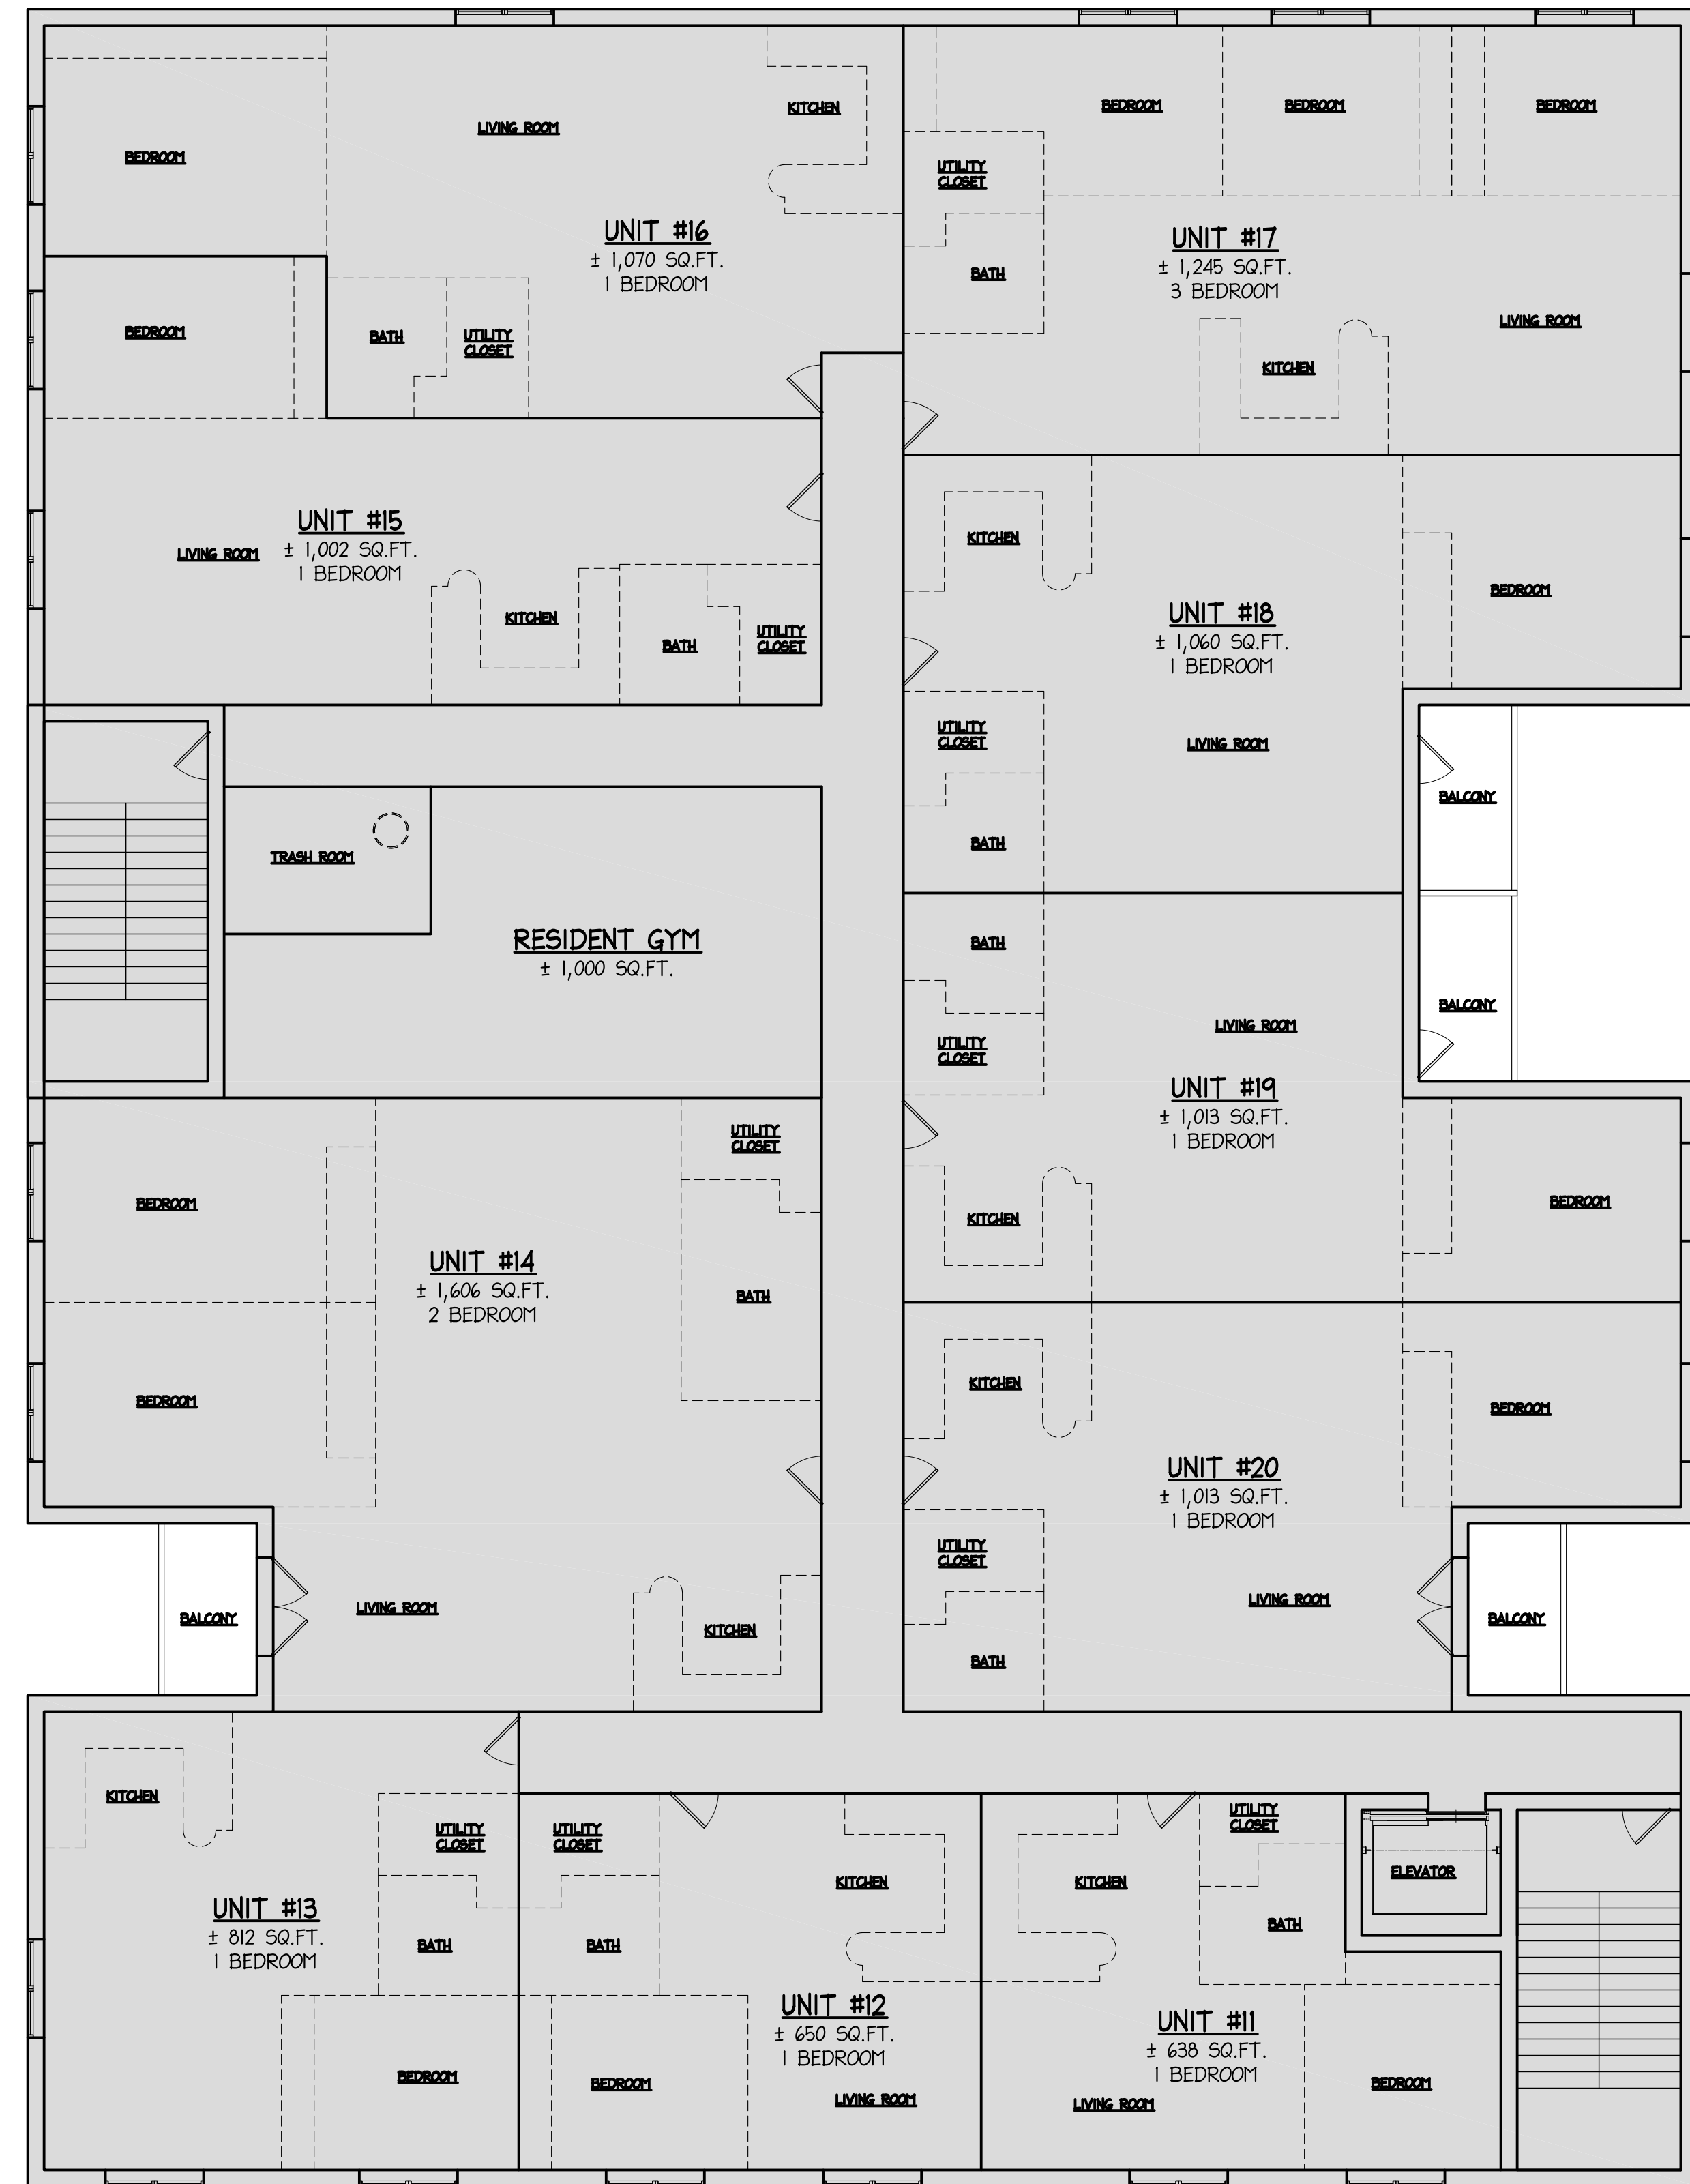 KITCHEN
LIVING ROOM
BEDROOM
UNIT #16
± 1,070 SQ.FT.
1 BEDROOM
BATH
UTILITY
CLOSET
BEDROOM
BEDROOM
BEDROOM
BEDROOM
UTILITY
CLOSET
BATH
UNIT #17
± 1,245 SQ.FT.
3 BEDROOM
LIVING ROOM
KITCHEN
UNIT #15
± 1,002 SQ.FT.
1 BEDROOM
LIVING ROOM
KITCHEN
BATH
UTILITY
CLOSET
KITCHEN
BEDROOM
UNIT #18
± 1,060 SQ.FT.
1 BEDROOM
UTILITY
CLOSET
LIVING ROOM
BATH
BALCONY
TRASH ROOM
RESIDENT GYM
± 1,000 SQ.FT.
BATH
UTILITY
CLOSET
LIVING ROOM
BALCONY
UNIT #19
± 1,013 SQ.FT.
1 BEDROOM
KITCHEN
BEDROOM
UTILITY
CLOSET
BEDROOM
UNIT #14
± 1,606 SQ.FT.
2 BEDROOM
BATH
BEDROOM
KITCHEN
BEDROOM
UNIT #20
± 1,013 SQ.FT.
1 BEDROOM
UTILITY
CLOSET
LIVING ROOM
BATH
BALCONY
BALCONY
LIVING ROOM
KITCHEN
KITCHEN
UTILITY
CLOSET
BATH
UNIT #13
± 812 SQ.FT.
1 BEDROOM
BEDROOM
UTILITY
CLOSET
KITCHEN
BATH
UNIT #12
± 650 SQ.FT.
1 BEDROOM
BEDROOM
LIVING ROOM
UTILITY
CLOSET
KITCHEN
BATH
ELEVATOR
UNIT #11
± 638 SQ.FT.
1 BEDROOM
BEDROOM
LIVING ROOM